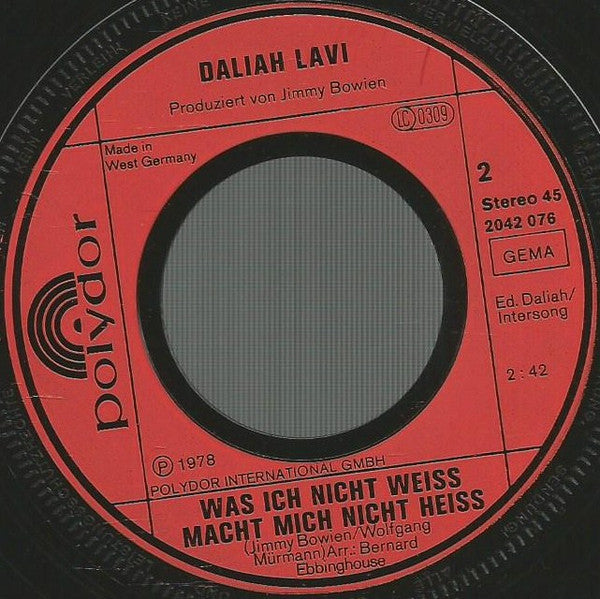 DALIAH LAVI
Produziert von Jimmy Bowien
LC 0309
Made in
West Germany
polydor
2
Stereo 45
2042 076
GEMA
Ed. Daliah/
Intersong
2:42
Ⓟ 1978
POLYDOR INTERNATIONAL GMBH
WAS ICH NICHT WEISS
MACHT MICH NICHT HEISS
(Jimmy Bowien/Wolfgang
Mürmann)Arr.: Bernard
Ebbinghouse